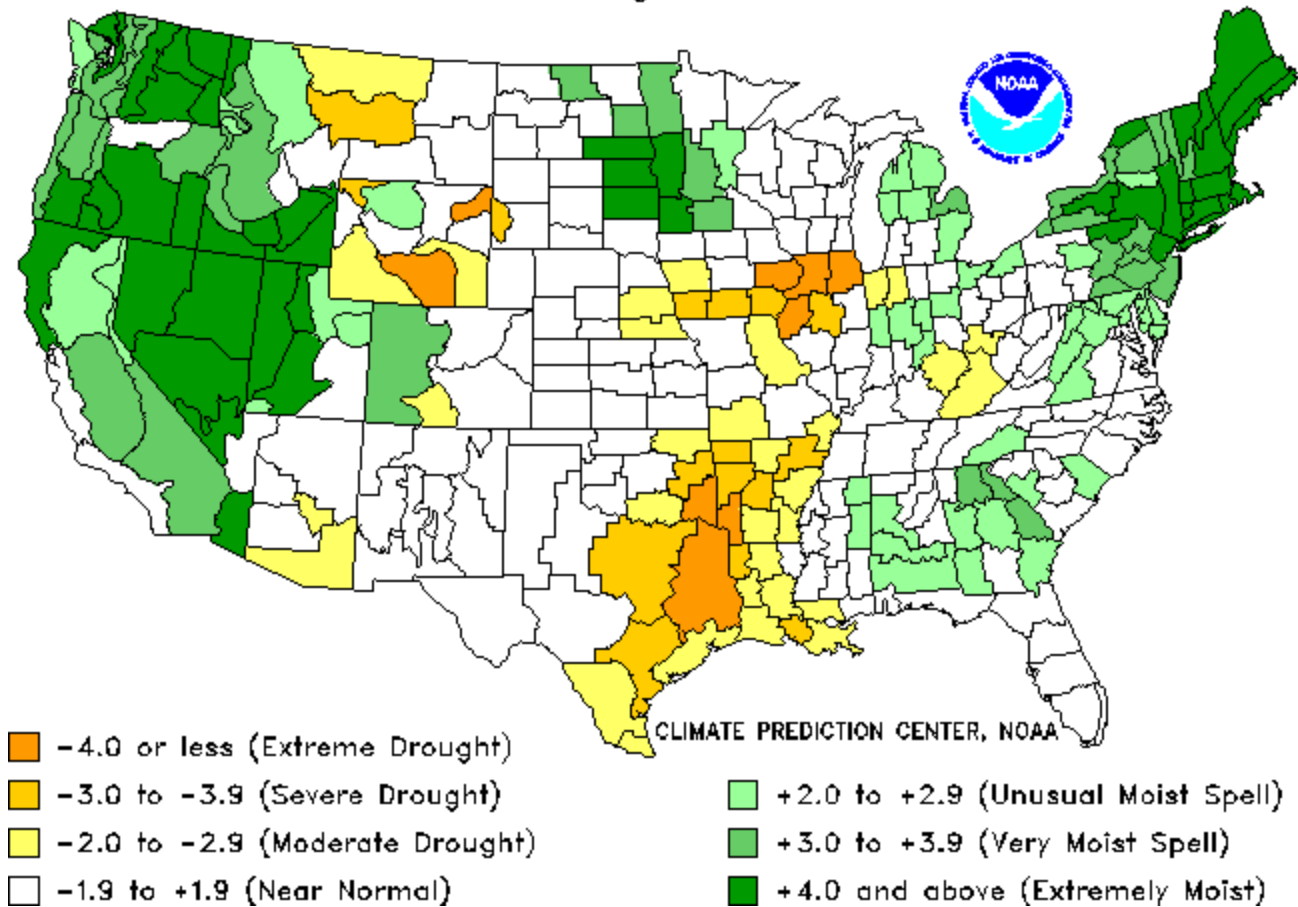 NOAA
CLIMATE PREDICTION CENTER, NOAA
-4.0 or less (Extreme Drought)
-3.0 to -3.9 (Severe Drought)
-2.0 to -2.9 (Moderate Drought)
-1.9 to +1.9 (Near Normal)
+2.0 to +2.9 (Unusual Moist Spell)
+3.0 to +3.9 (Very Moist Spell)
+4.0 and above (Extremely Moist)